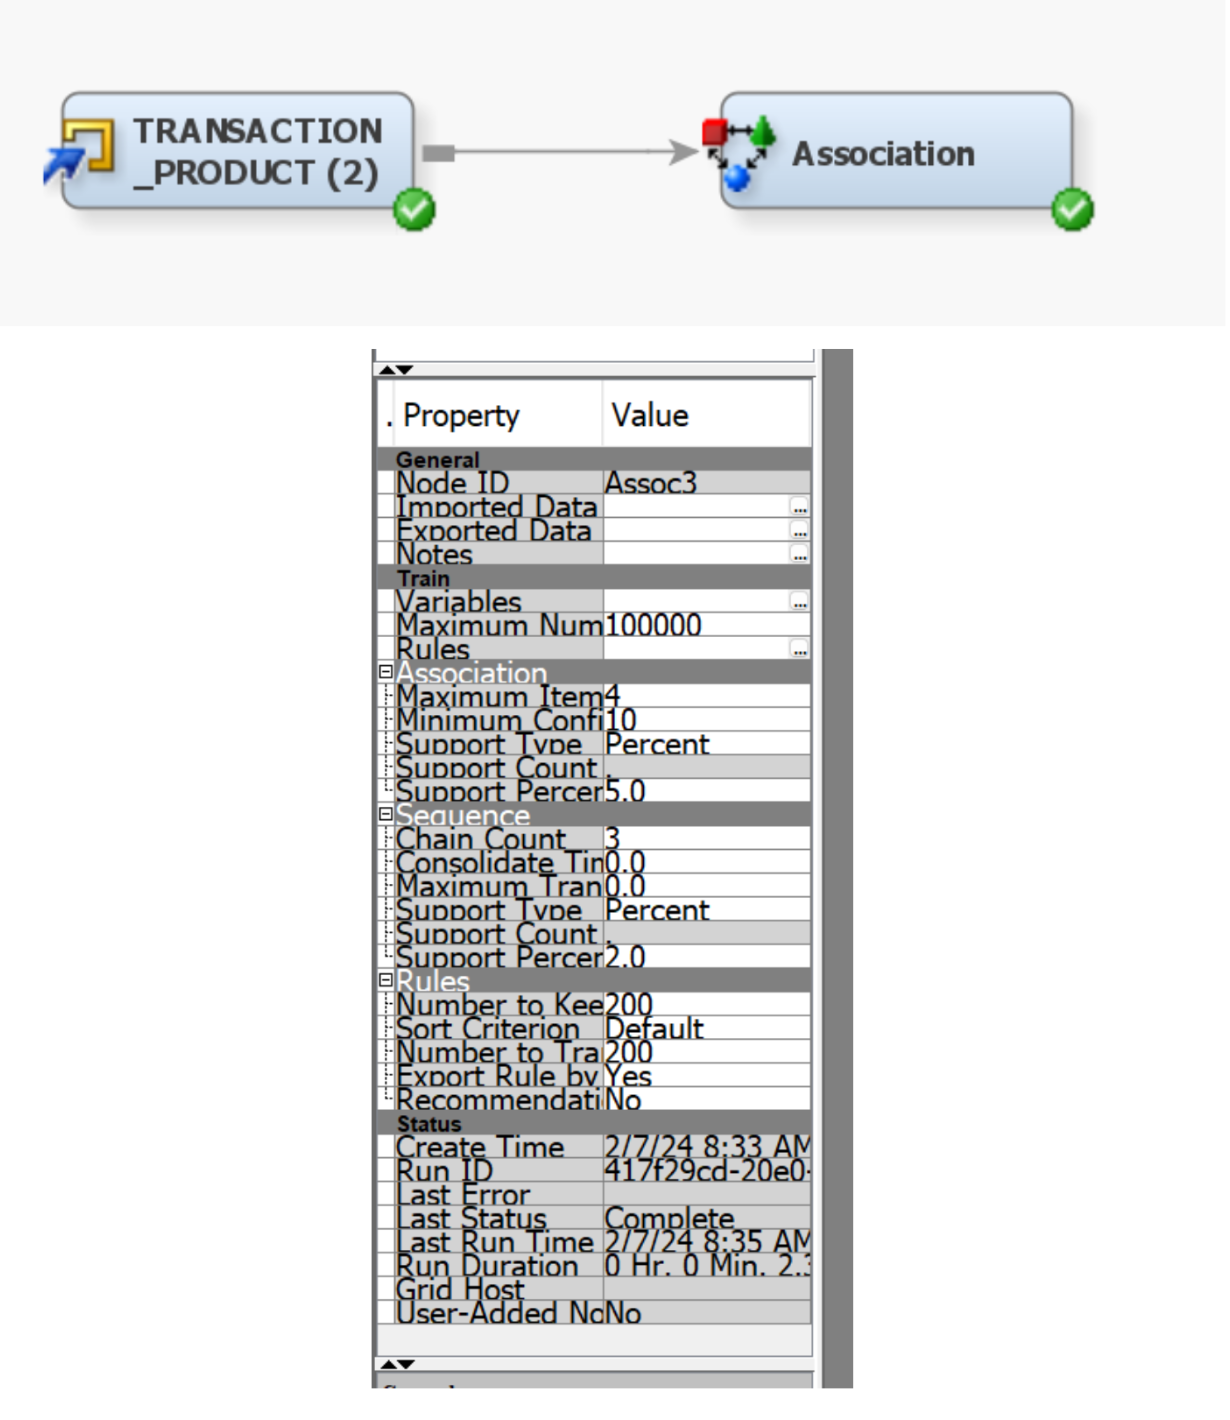 TRANSACTION
_PRODUCT (2)
Association
. Property Value
General
Node ID Assoc3
Imported Data ...
Exported Data ...
Notes ...
Train
Variables ...
Maximum Num 100000
Rules ...
Association
Maximum Item 4
Minimum Confi 10
Support Type Percent
Support Count .
Support Percer 5.0
Sequence
Chain Count 3
Consolidate Tin 0.0
Maximum Tran 0.0
Support Type Percent
Support Count .
Support Percer 2.0
Rules
Number to Kee 200
Sort Criterion Default
Number to Tra 200
Export Rule by Yes
Recommendati No
Status
Create Time 2/7/24 8:33 AM
Run ID 417f29cd-20e0-
Last Error
Last Status Complete
Last Run Time 2/7/24 8:35 AM
Run Duration 0 Hr. 0 Min. 2.3
Grid Host
User-Added No No